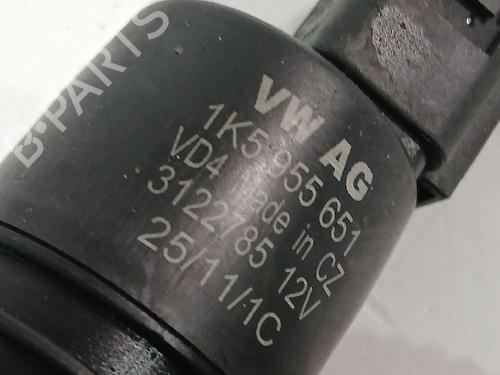 B-PARTS
VW AG
1K5 955 651
VD4 made in CZ
3122785 12V
25/11/1C